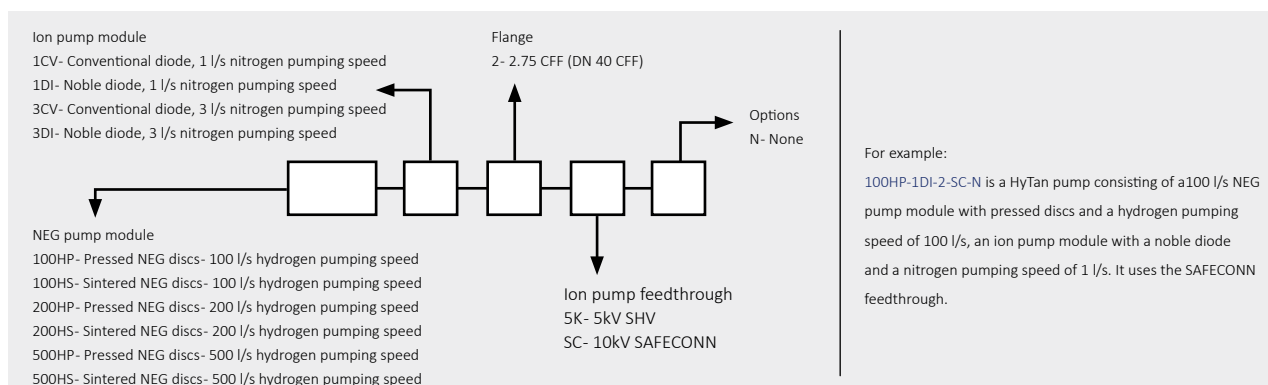 Ion pump module
1CV- Conventional diode, 1 l/s nitrogen pumping speed
1DI- Noble diode, 1 l/s nitrogen pumping speed
3CV- Conventional diode, 3 l/s nitrogen pumping speed
3DI- Noble diode, 3 l/s nitrogen pumping speed
Flange
2- 2.75 CFF (DN 40 CFF)
Options
N- None
NEG pump module
100HP- Pressed NEG discs- 100 l/s hydrogen pumping speed
100HS- Sintered NEG discs- 100 l/s hydrogen pumping speed
200HP- Pressed NEG discs- 200 l/s hydrogen pumping speed
200HS- Sintered NEG discs- 200 l/s hydrogen pumping speed
500HP- Pressed NEG discs- 500 l/s hydrogen pumping speed
500HS- Sintered NEG discs- 500 l/s hydrogen pumping speed
Ion pump feedthrough
5K- 5kV SHV
SC- 10kV SAFECONN
For example:
100HP-1DI-2-SC-N is a HyTan pump consisting of a100 l/s NEG
pump module with pressed discs and a hydrogen pumping
speed of 100 l/s, an ion pump module with a noble diode
and a nitrogen pumping speed of 1 l/s. It uses the SAFECONN
feedthrough.